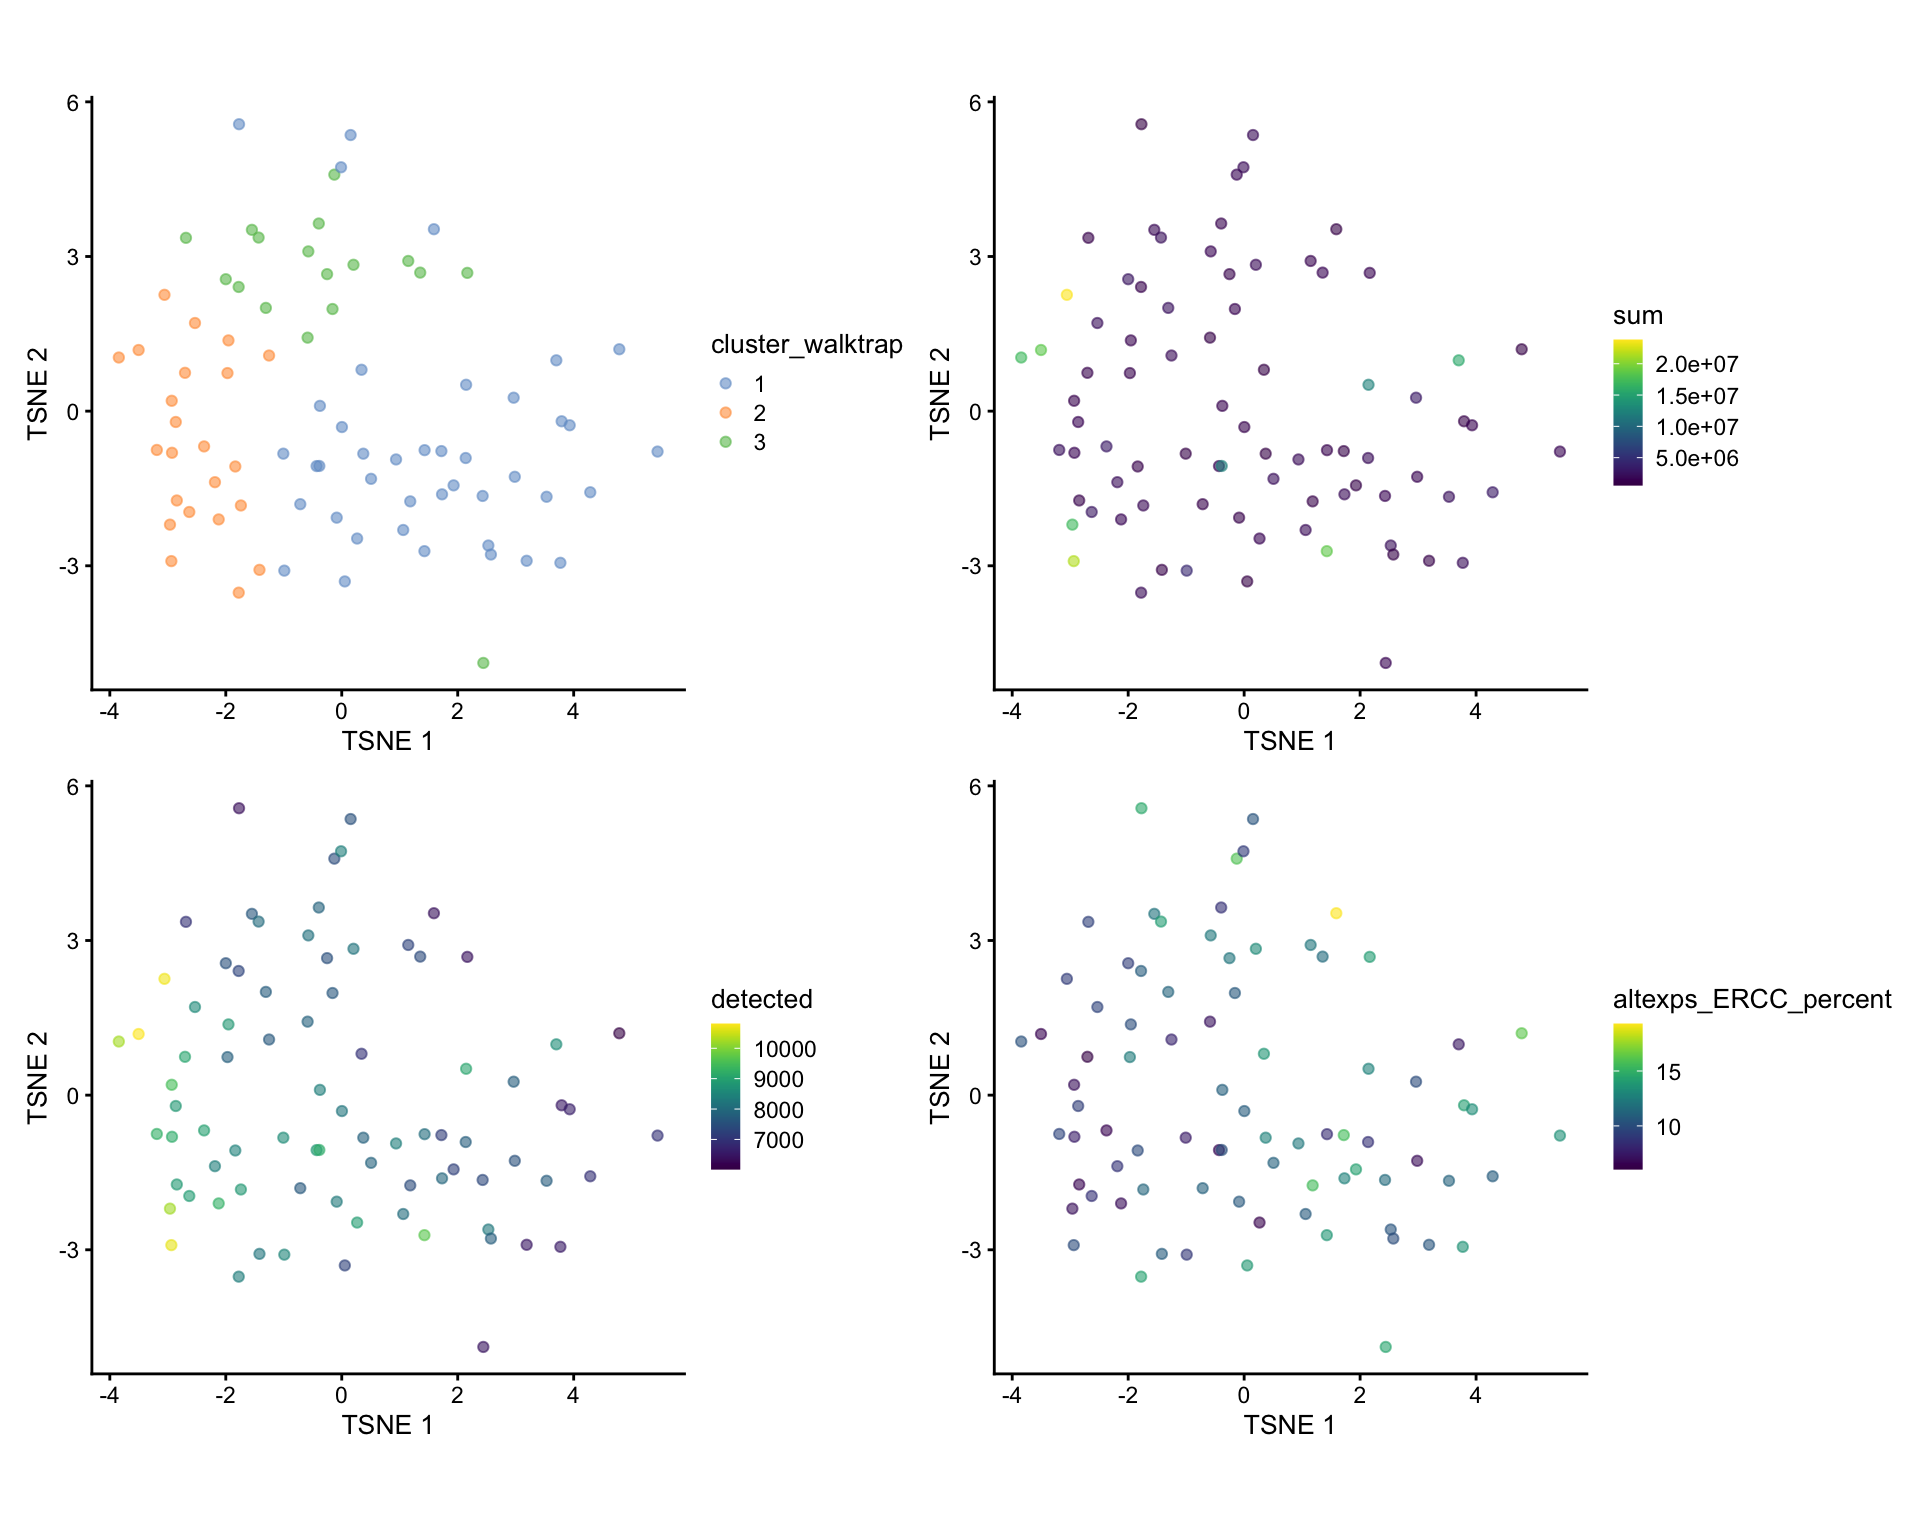 6
3
0
-3
-4 -2 0 2 4
TSNE 1
TSNE 2
cluster_walktrap
1
2
3
6
3
0
-3
-4 -2 0 2 4
TSNE 1
TSNE 2
sum
2.0e+07
1.5e+07
1.0e+07
5.0e+06
6
3
0
-3
-4 -2 0 2 4
TSNE 1
TSNE 2
detected
10000
9000
8000
7000
6
3
0
-3
-4 -2 0 2 4
TSNE 1
TSNE 2
altexps_ERCC_percent
15
10